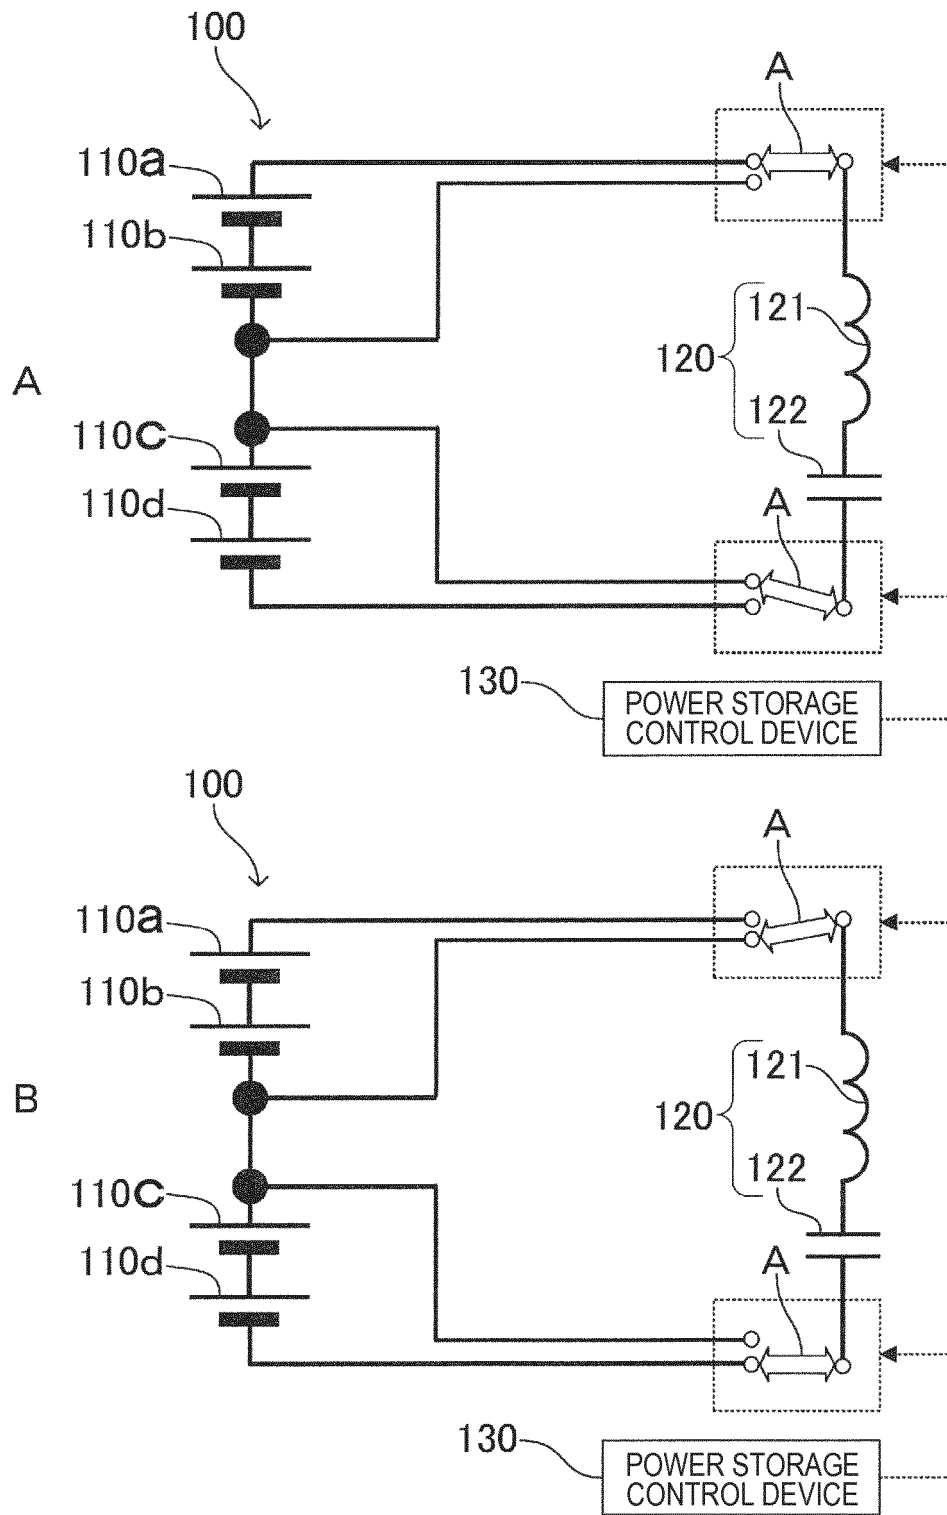 100
A
110a
110b
121
120
A
122
110c
110d
A
130
POWER STORAGE
CONTROL DEVICE
100
A
110a
110b
121
B
120
122
110c
110d
A
130
POWER STORAGE
CONTROL DEVICE